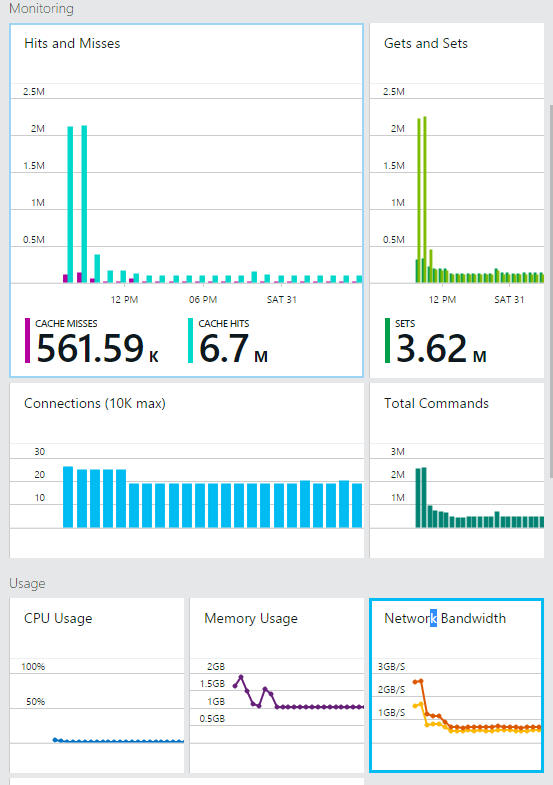 Monitoring
Hits and Misses
2.5M
2M
1.5M
1M
0.5M
12 PM 06 PM SAT 31
CACHE MISSES
561.59 K
CACHE HITS
6.7 M
Gets and Sets
2.5M
2M
1.5M
1M
0.5M
12 PM SAT 31
SETS
3.62 M
Connections (10K max)
30
20
10
Total Commands
3M
2M
1M
Usage
CPU Usage
100%
50%
Memory Usage
2GB
1.5GB
1GB
0.5GB
Network Bandwidth
3GB/S
2GB/S
1GB/S